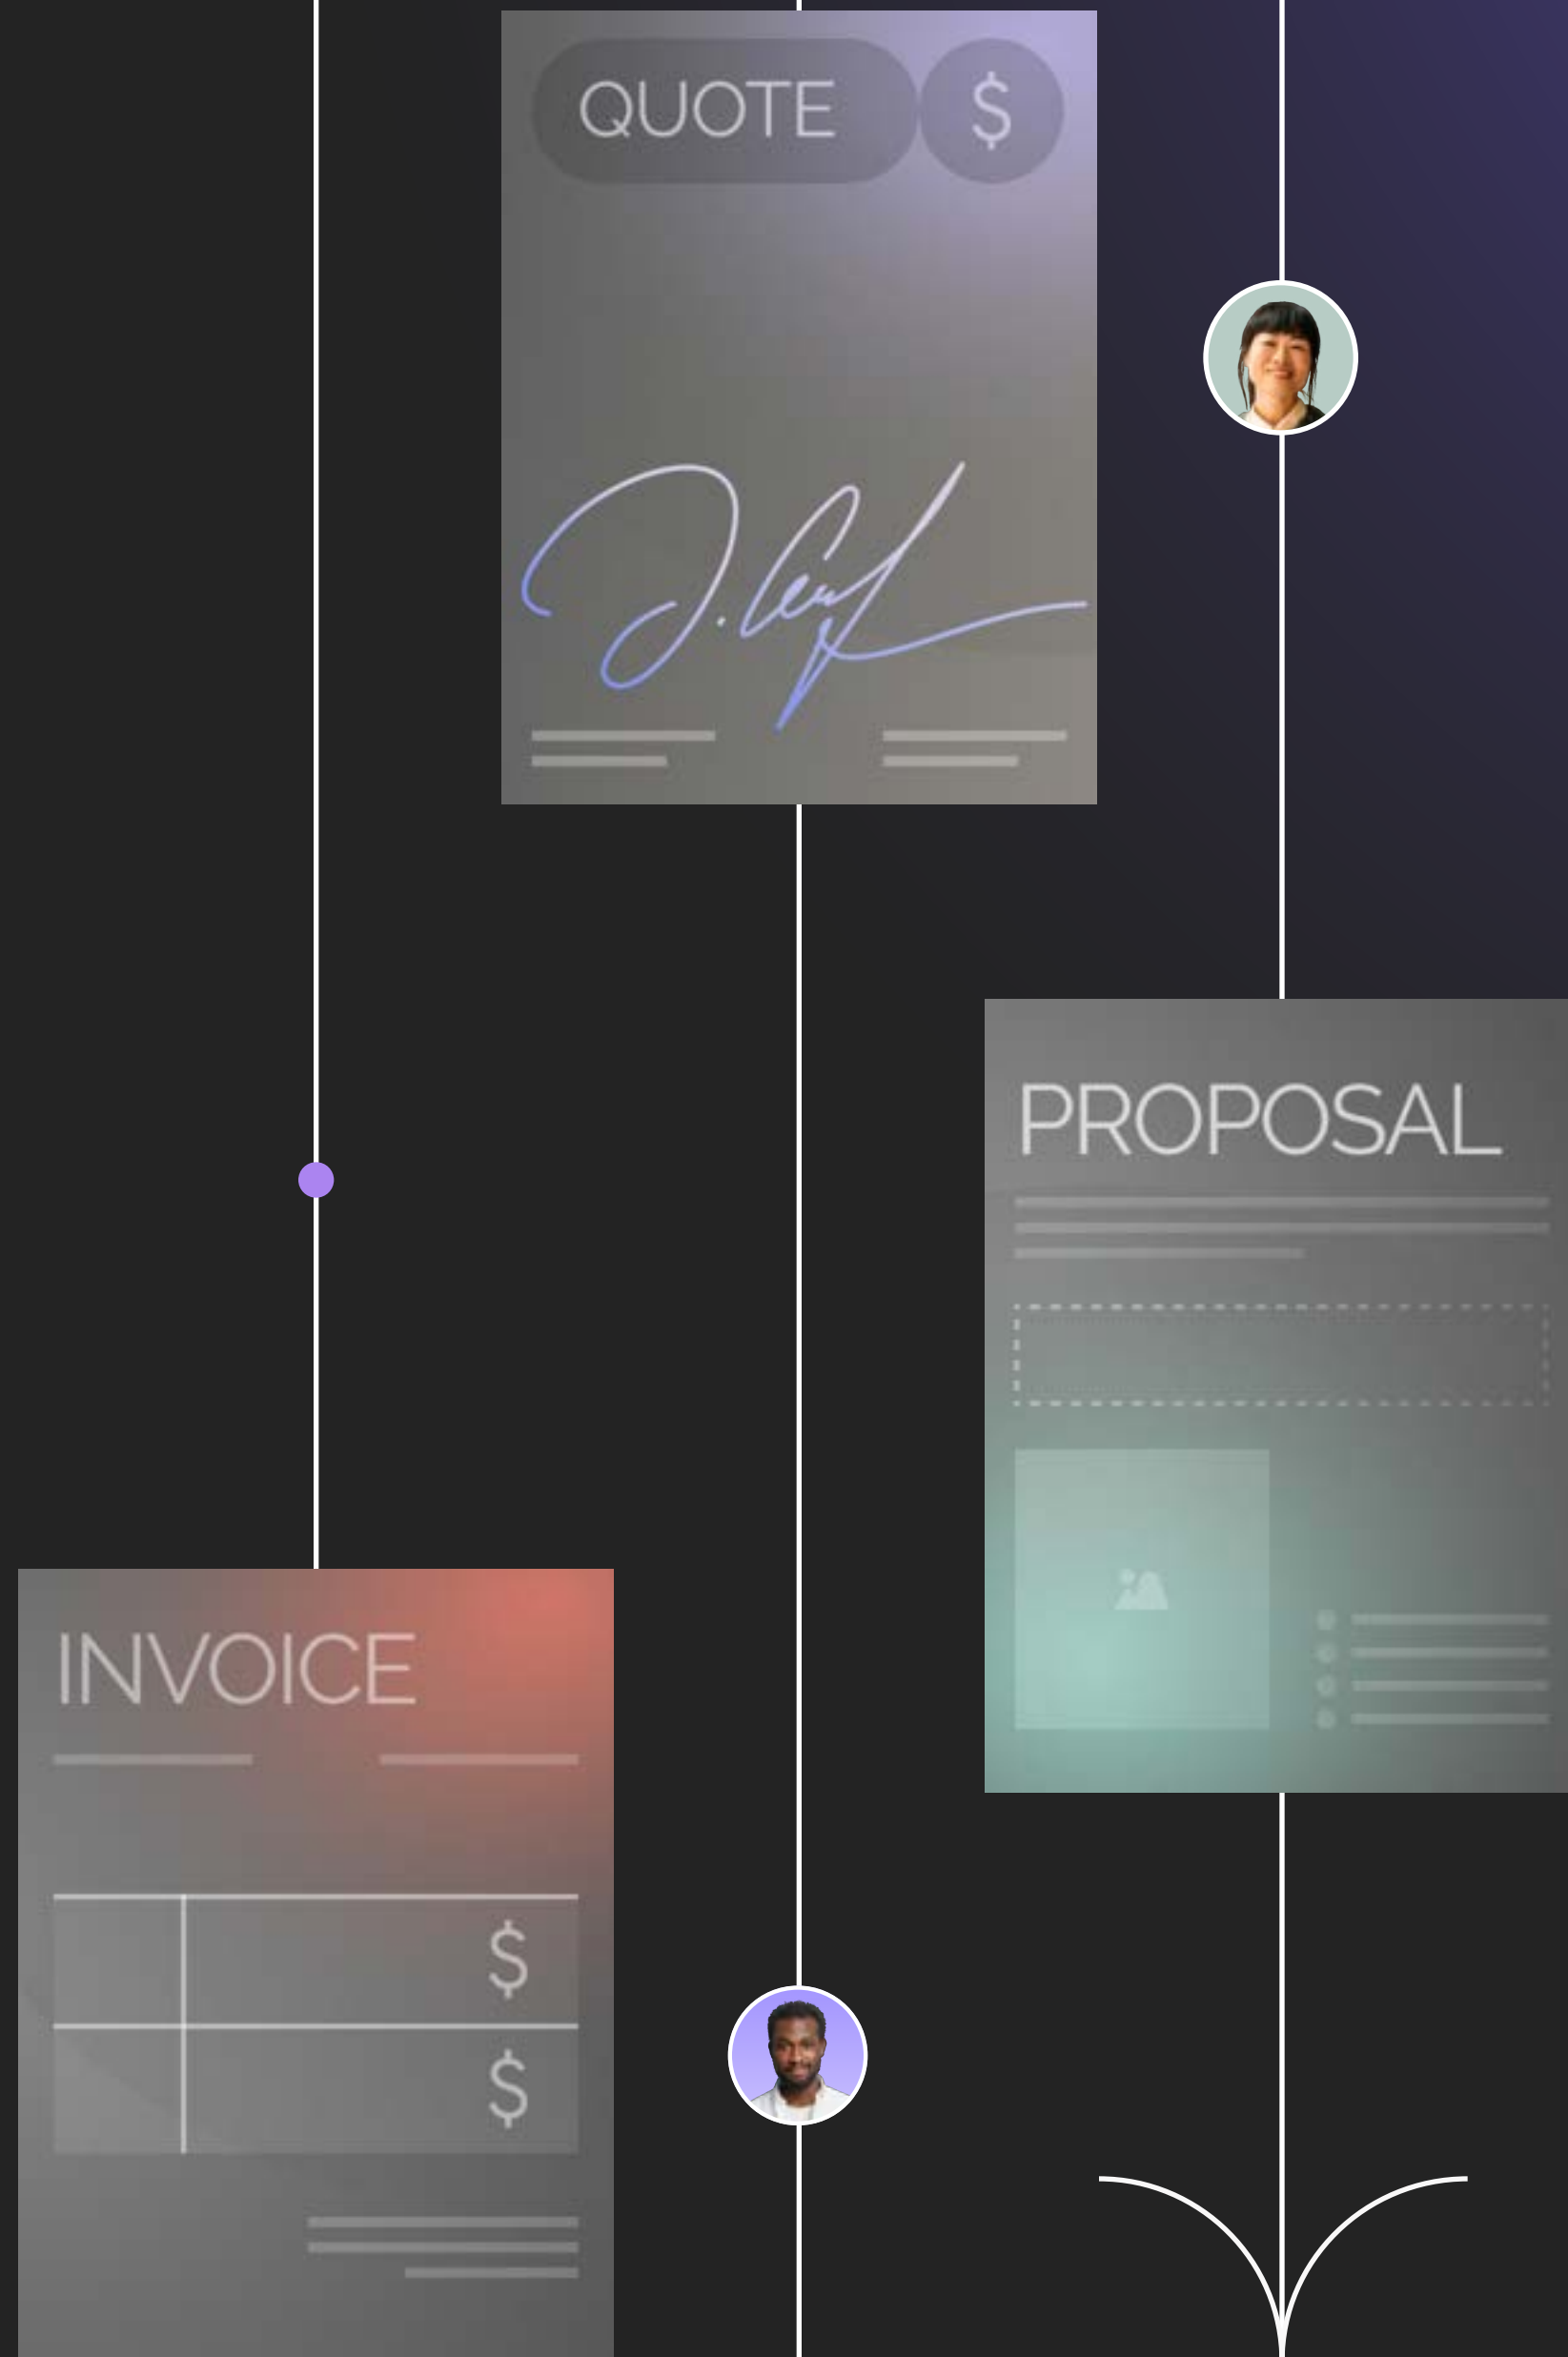 QUOTE $
PROPOSAL
INVOICE
$
$